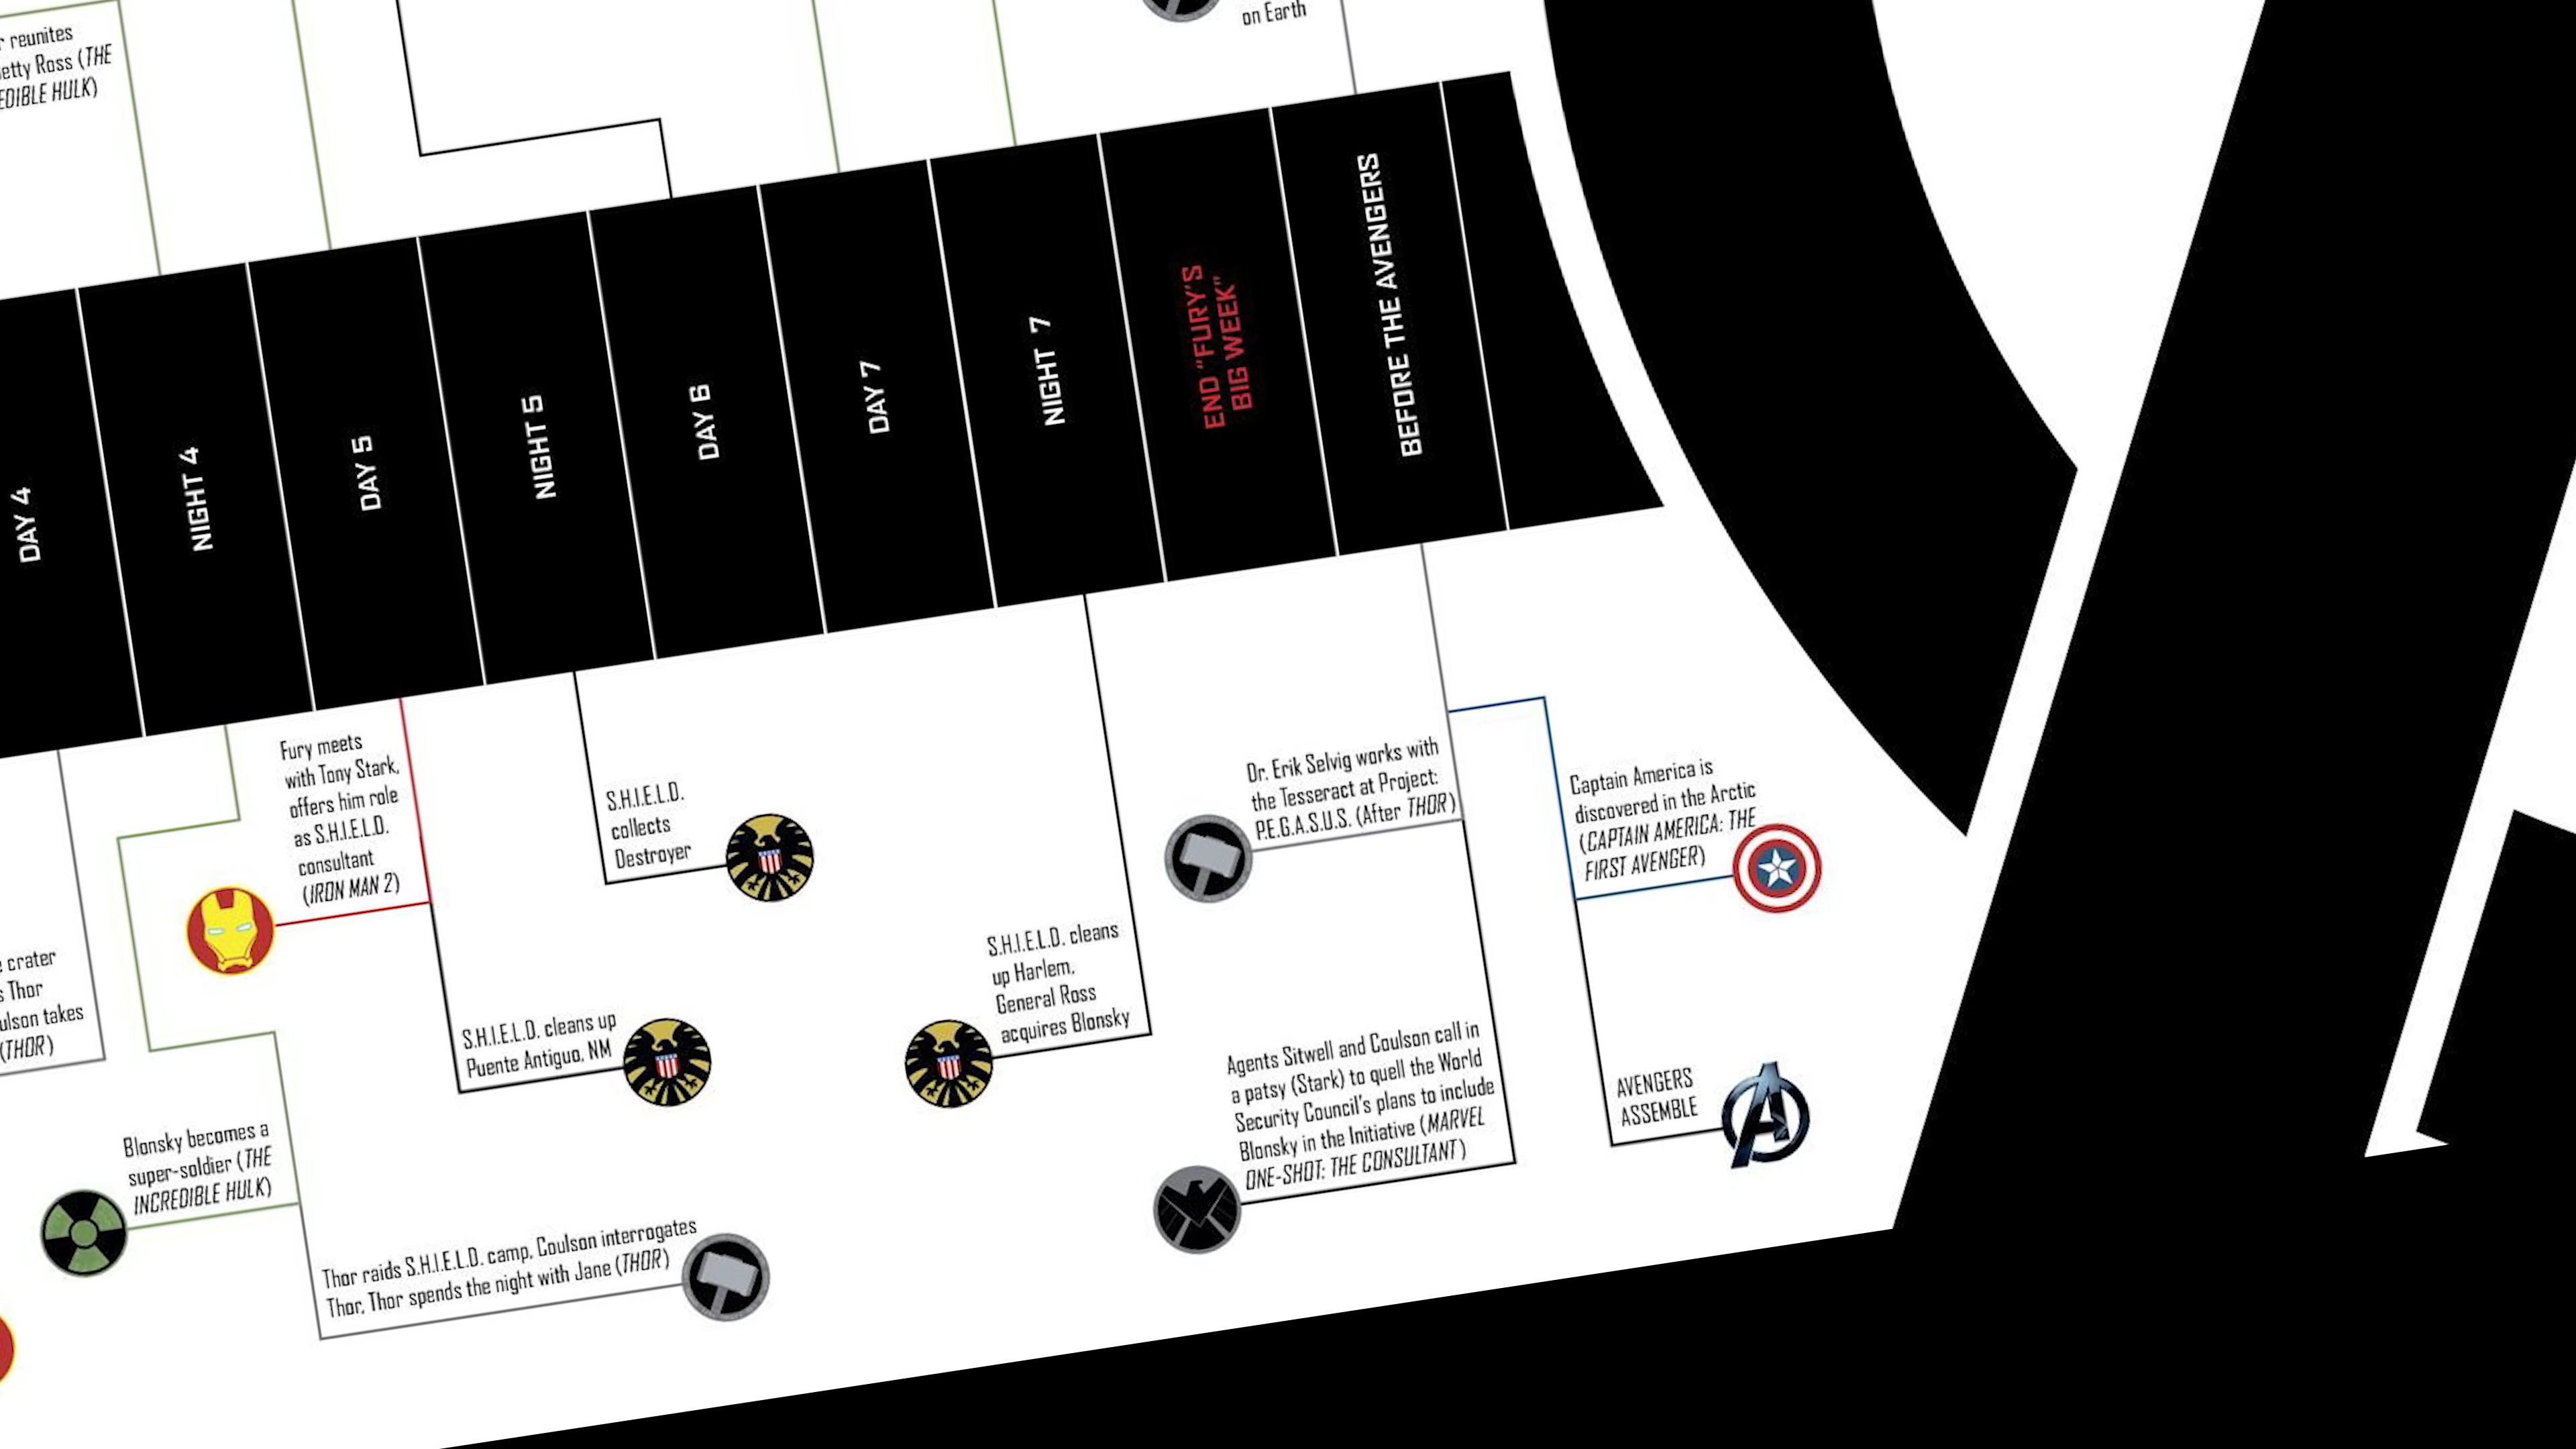 r reunites
etty Ross (THE
EDIBLE HULK)
on Earth
DAY 4
NIGHT 4
DAY 5
NIGHT 5
DAY 6
DAY 7
NIGHT 7
END "FURY'S
BIG WEEK"
BEFORE THE AVENGERS
crater
s Thor
ulson takes
(THOR)
Fury meets
with Tony Stark,
offers him role
as S.H.I.E.L.D.
consultant
(IRON MAN 2)
S.H.I.E.L.D.
collects
Destroyer
S.H.I.E.L.D. cleans up
Puente Antiguo, NM
Blonsky becomes a
super-soldier (THE
INCREDIBLE HULK)
Thor raids S.H.I.E.L.D. camp, Coulson interrogates
Thor, Thor spends the night with Jane (THOR)
S.H.I.E.L.D. cleans
up Harlem,
General Ross
acquires Blonsky
Dr. Erik Selvig works with
the Tesseract at Project:
P.E.G.A.S.U.S. (After THOR)
Agents Sitwell and Coulson call in
a patsy (Stark) to quell the World
Security Council's plans to include
Blonsky in the Initiative (MARVEL
ONE-SHOT: THE CONSULTANT)
Captain America is
discovered in the Arctic
(CAPTAIN AMERICA: THE
FIRST AVENGER)
AVENGERS
ASSEMBLE